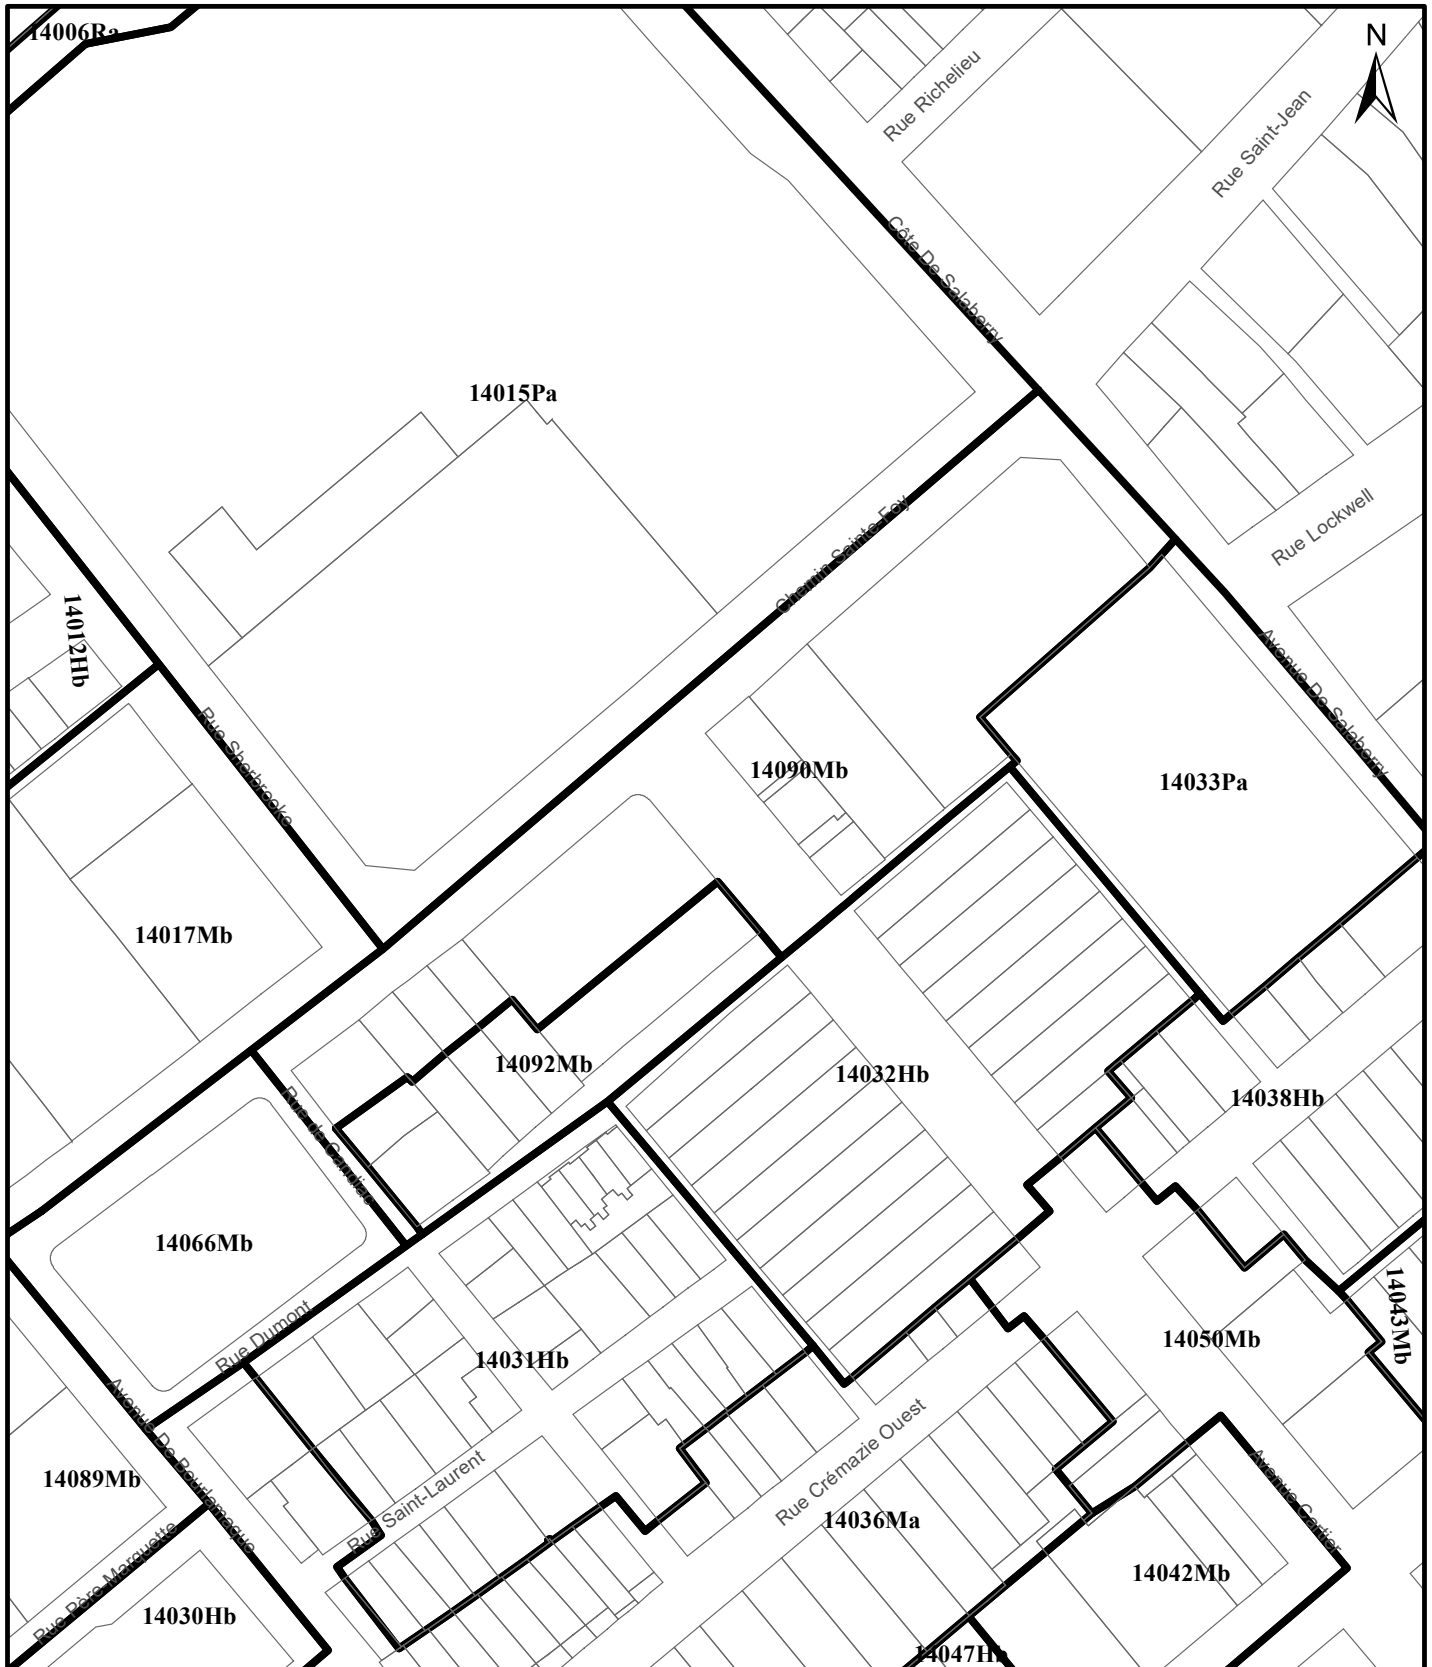 14006Ra
N
Rue Richelieu
Rue Saint-Jean
Côte De Salaberry
14015Pa
Chemin Sainte-Foy
Rue Lockwell
14012Hb
Avenue De Salaberry
Rue Sherbrooke
14090Mb
14033Pa
14017Mb
14092Mb
14032Hb
14038Hb
Rue de Candiac
14066Mb
Rue Dumont
14043Mb
14050Mb
14031Hb
Avenue De Bourlamaque
Rue Crémazie Ouest
14089Mb
Rue Saint-Laurent
Avenue Cartier
14036Ma
Rue Père-Marquette
14042Mb
14030Hb
14047Hb